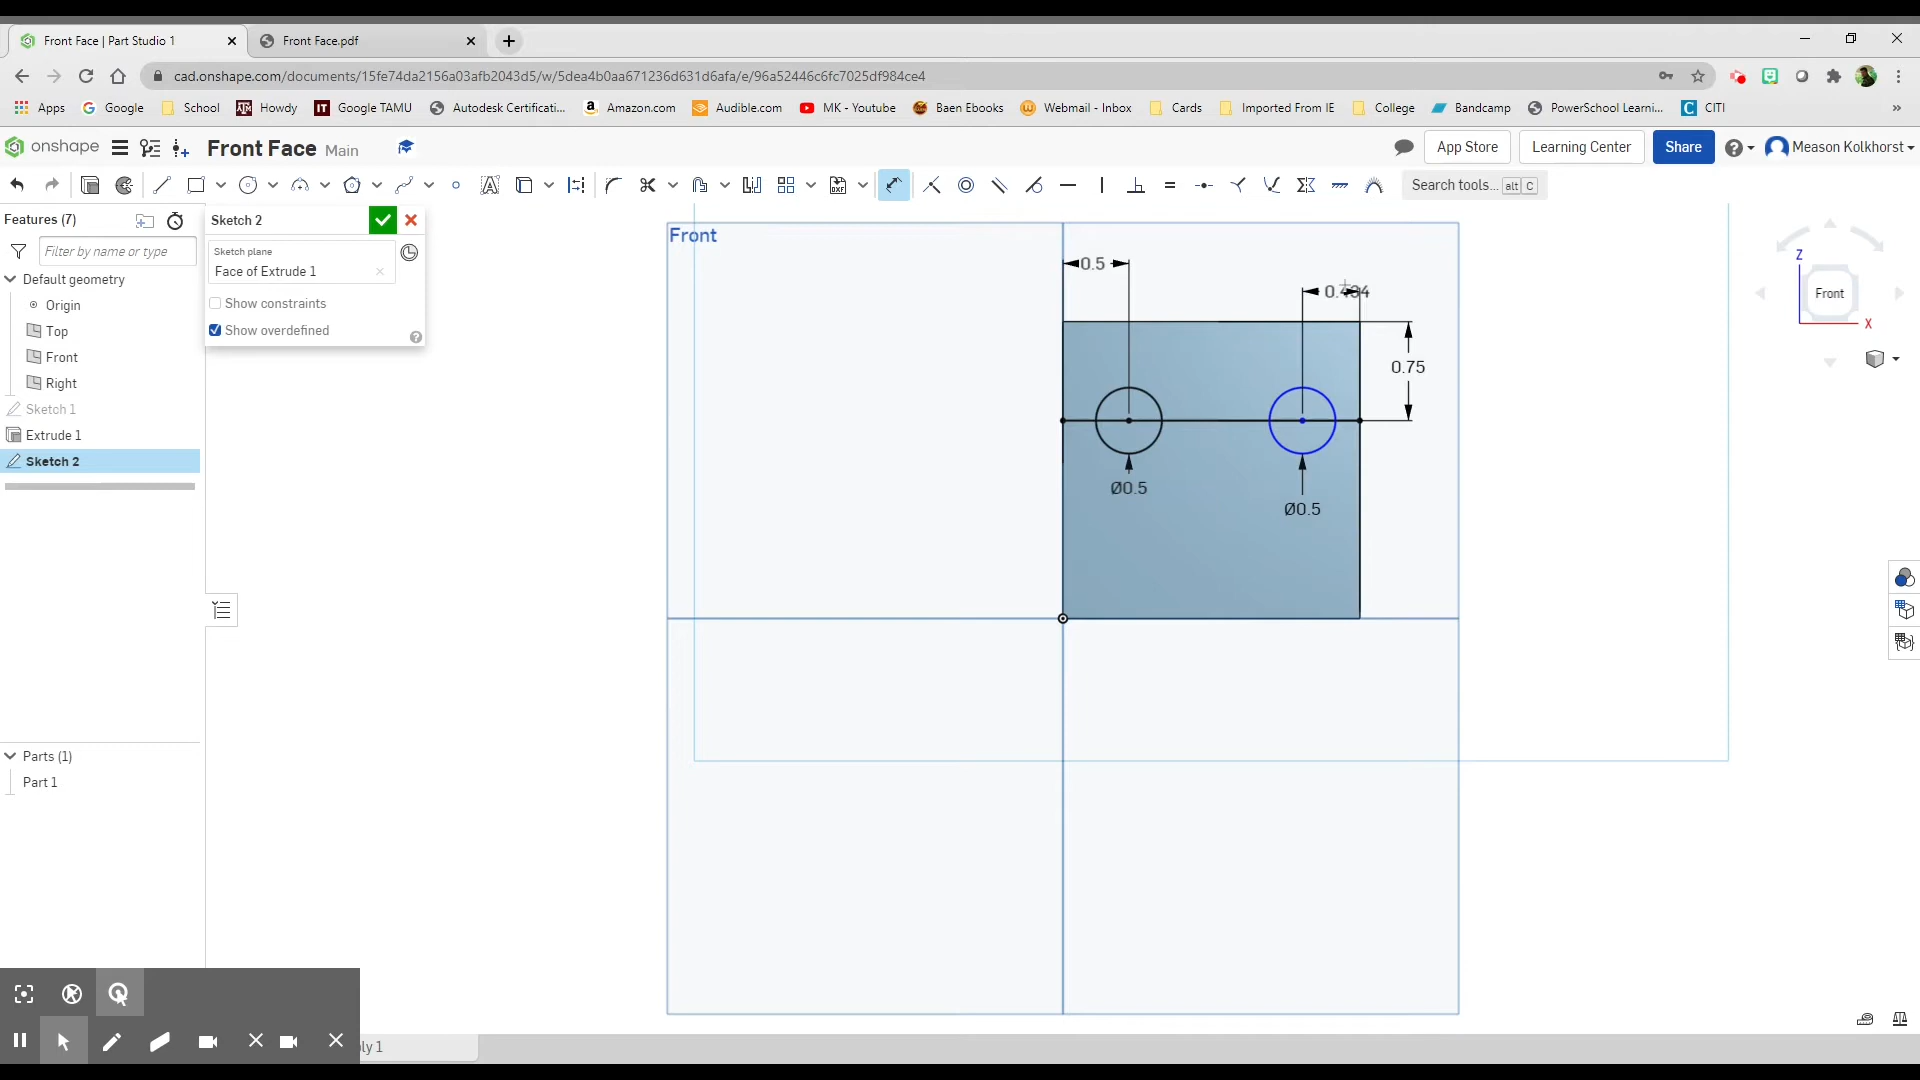 Front Face | Part Studio 1
Front Face.pdf
cad.onshape.com/documents/15fe74da2156a03afb2043d5/w/5dea4b0aa671236d631d6afa/e/96a52446c6fc7025df984ce4
Apps Google School Howdy Google TAMU Autodesk Certificati... Amazon.com Audible.com MK - Youtube Baen Ebooks Webmail - Inbox Cards Imported From IE College Bandcamp PowerSchool Learni... CITI »
onshape Front Face Main App Store Learning Center Share Meason Kolkhorst
Search tools... alt C
Features (7)
Filter by name or type
Default geometry
Origin
Top
Front
Right
Sketch 1
Extrude 1
Sketch 2
Parts (1)
Part 1
Sketch 2
Sketch plane
Face of Extrude 1
Show constraints
Show overdefined
Front
0.5
0.434
0.75
Ø0.5
Ø0.5
Z
Front
X
ly 1